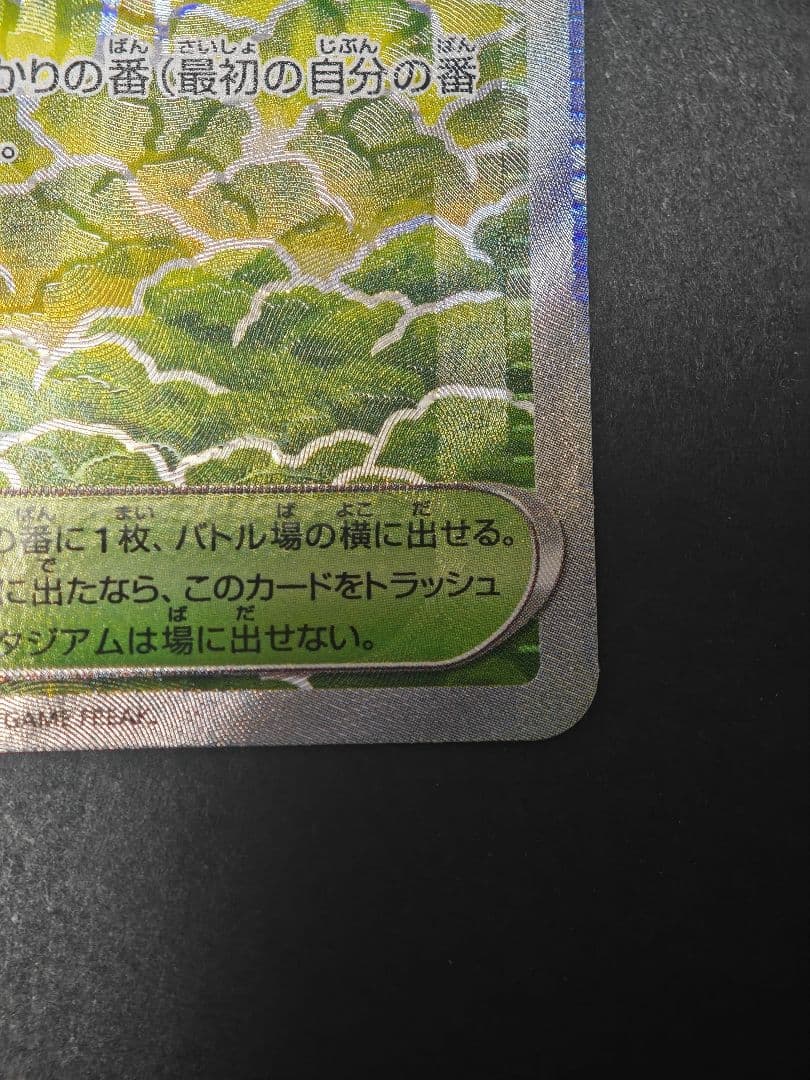 かりの番(最初の自分の番
。
の番に1枚、バトル場の横に出せる。
に出たなら、このカードをトラッシュ
タジアムは場に出せない。
GAME FREAK.